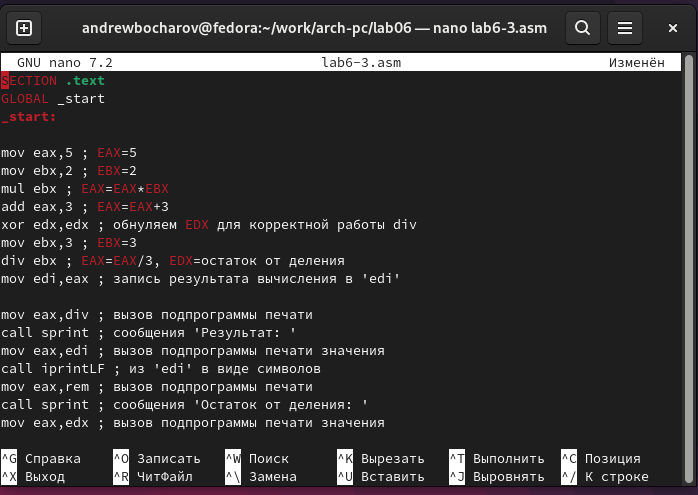 andrewbocharov@fedora:~/work/arch-pc/lab06 — nano lab6-3.asm
GNU nano 7.2 lab6-3.asm Изменён
SECTION .text
GLOBAL _start
_start:
mov eax,5 ; EAX=5
mov ebx,2 ; EBX=2
mul ebx ; EAX=EAX*EBX
add eax,3 ; EAX=EAX+3
xor edx,edx ; обнуляем EDX для корректной работы div
mov ebx,3 ; EBX=3
div ebx ; EAX=EAX/3, EDX=остаток от деления
mov edi,eax ; запись результата вычисления в 'edi'
mov eax,div ; вызов подпрограммы печати
call sprint ; сообщения 'Результат: '
mov eax,edi ; вызов подпрограммы печати значения
call iprintLF ; из 'edi' в виде символов
mov eax,rem ; вызов подпрограммы печати
call sprint ; сообщения 'Остаток от деления: '
mov eax,edx ; вызов подпрограммы печати значения
^G Справка ^O Записать ^W Поиск ^K Вырезать ^T Выполнить ^C Позиция
^X Выход ^R ЧитФайл ^\ Замена ^U Вставить ^J Выровнять ^/ К строке